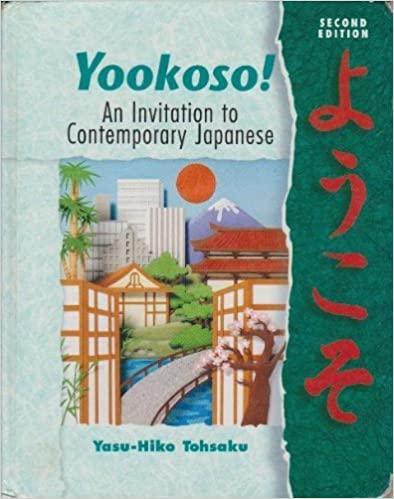 SECOND
EDITION
Yookoso!
An Invitation to
Contemporary Japanese
ようこそ
Yasu-Hiko Tohsaku